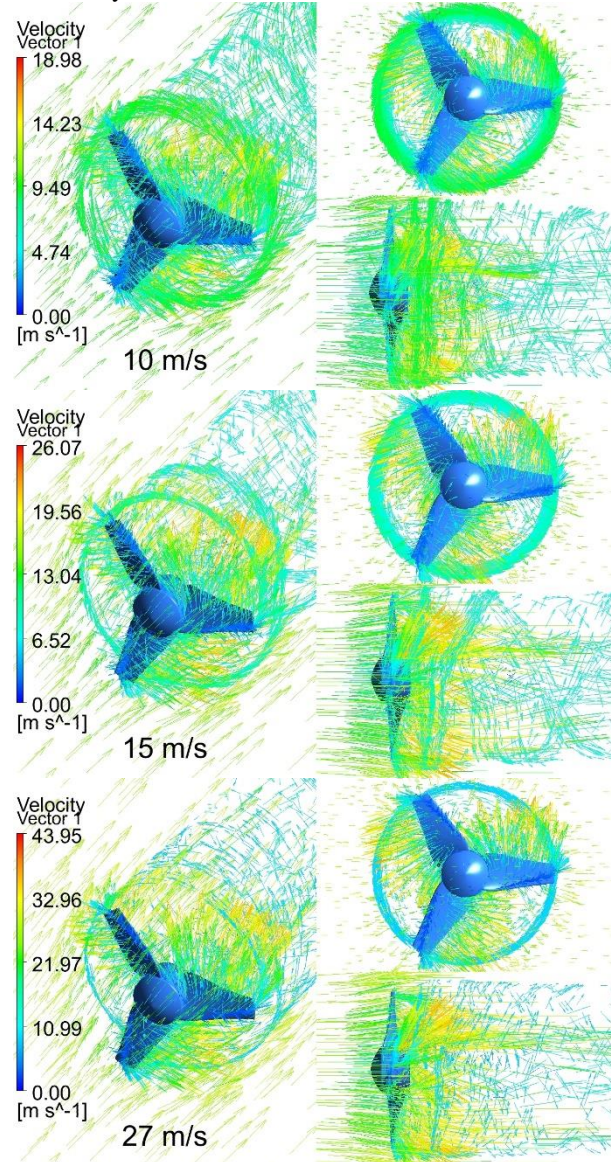 Velocity
Vector 1
18.98
14.23
9.49
4.74
0.00
[m s^-1]
10 m/s
Velocity
Vector 1
26.07
19.56
13.04
6.52
0.00
[m s^-1]
15 m/s
Velocity
Vector 1
43.95
32.96
21.97
10.99
0.00
[m s^-1]
27 m/s